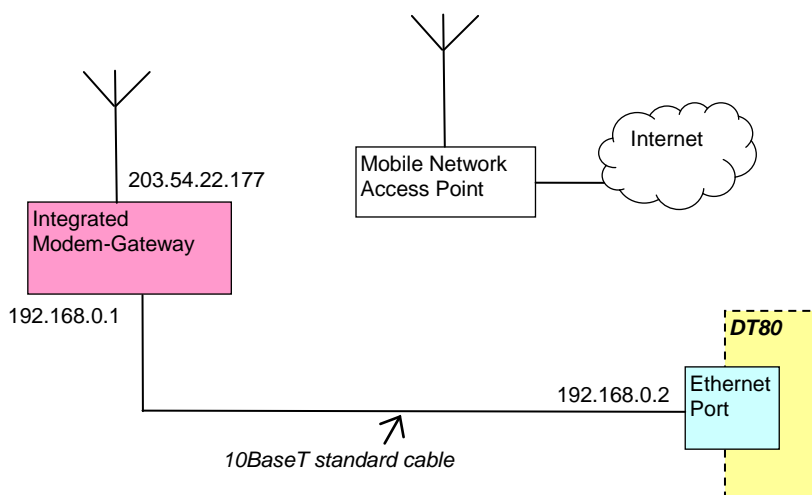 Internet
Mobile Network
Access Point
203.54.22.177
Integrated
Modem-Gateway
192.168.0.1
DT80
Ethernet
Port
192.168.0.2
10BaseT standard cable